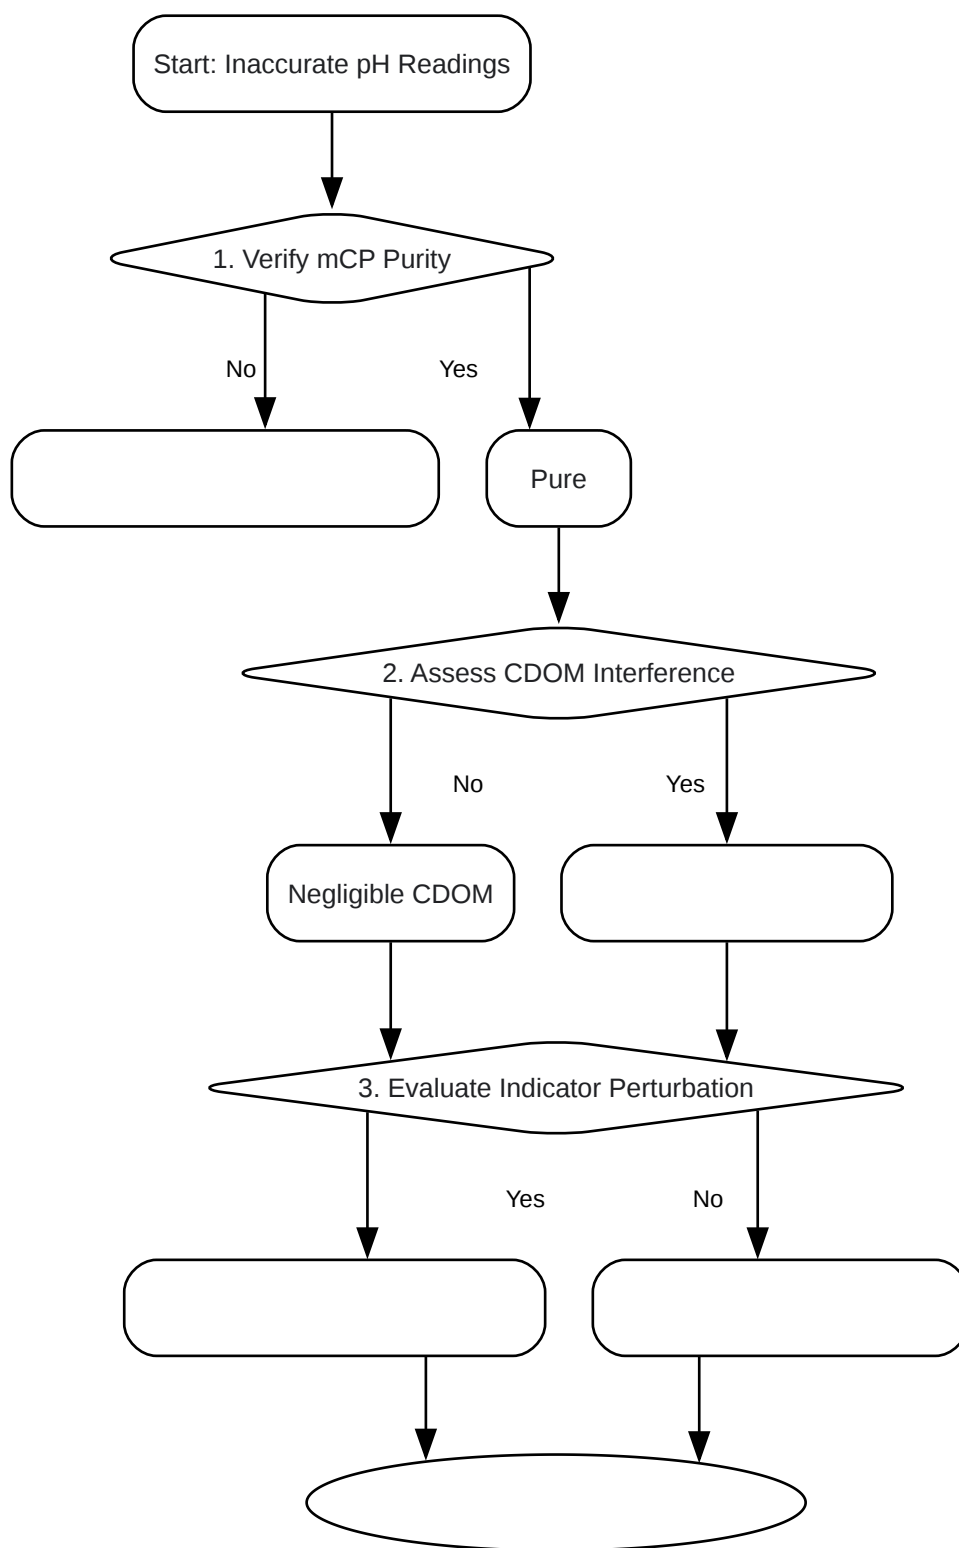 Start: Inaccurate pH Readings
1. Verify mCP Purity
No
Yes
Pure
2. Assess CDOM Interference
No
Yes
Negligible CDOM
3. Evaluate Indicator Perturbation
Yes
No